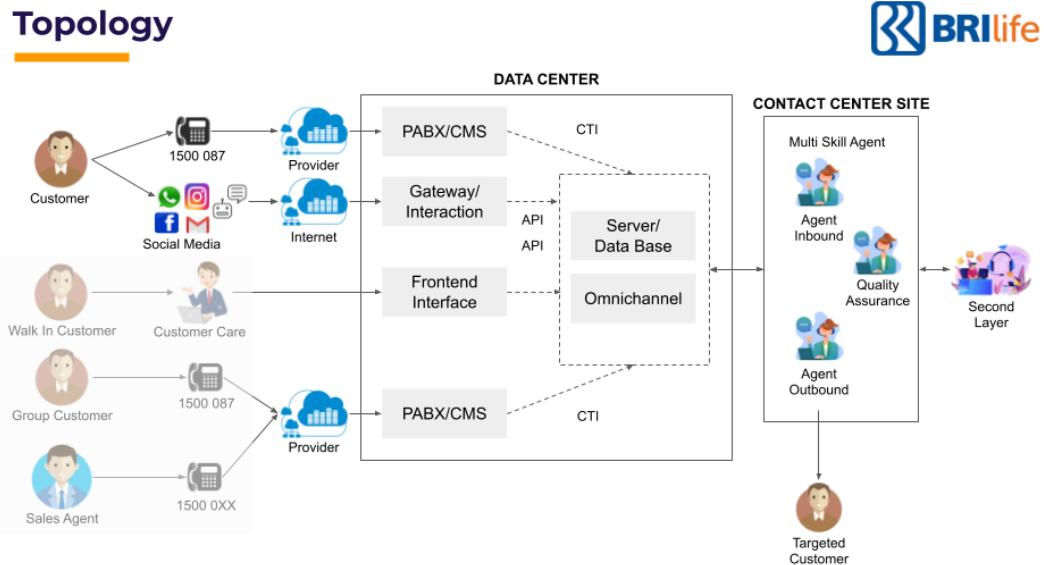 Topology
BRIlife
DATA CENTER
CONTACT CENTER SITE
Customer
1500 087
Provider
PABX/CMS
CTI
Social Media
Internet
Gateway/
Interaction
API
API
Server/
Data Base
Omnichannel
Walk In Customer
Customer Care
Frontend
Interface
Group Customer
1500 087
Sales Agent
1500 0XX
Provider
PABX/CMS
CTI
Multi Skill Agent
Agent
Inbound
Quality
Assurance
Agent
Outbound
Second
Layer
Targeted
Customer